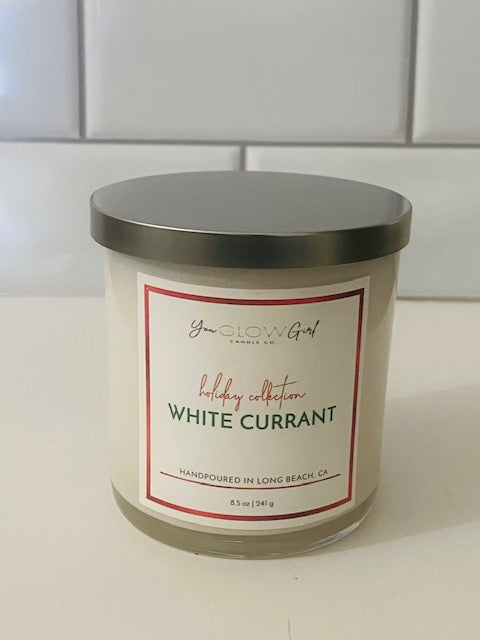 You GLOW Girl
CANDLE CO.
holiday collection
WHITE CURRANT
HANDPOURED IN LONG BEACH, CA
8.5 oz | 241 g